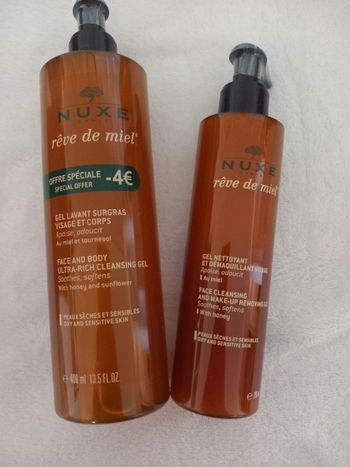 NUXE
rêve de miel®
OFFRE SPÉCIALE
SPECIAL OFFER
-4€
GEL LAVANT SURGRAS
VISAGE ET CORPS
Apaise, adoucit
Au miel et tournesol
FACE AND BODY
ULTRA-RICH CLEANSING GEL
Soothes, softens
With honey and sunflower
PEAUX SÈCHES ET SENSIBLES
DRY AND SENSITIVE SKIN
℮ 400 ml 13.5 FL.OZ.
NUXE
rêve de miel
GEL NETTOYANT
ET DÉMAQUILLANT VISAGE
Apaise, adoucit
Au miel
FACE CLEANSING
AND MAKE-UP REMOVING GEL
Soothes, softens
With honey
PEAUX SÈCHES ET SENSIBLES
DRY AND SENSITIVE SKIN
℮